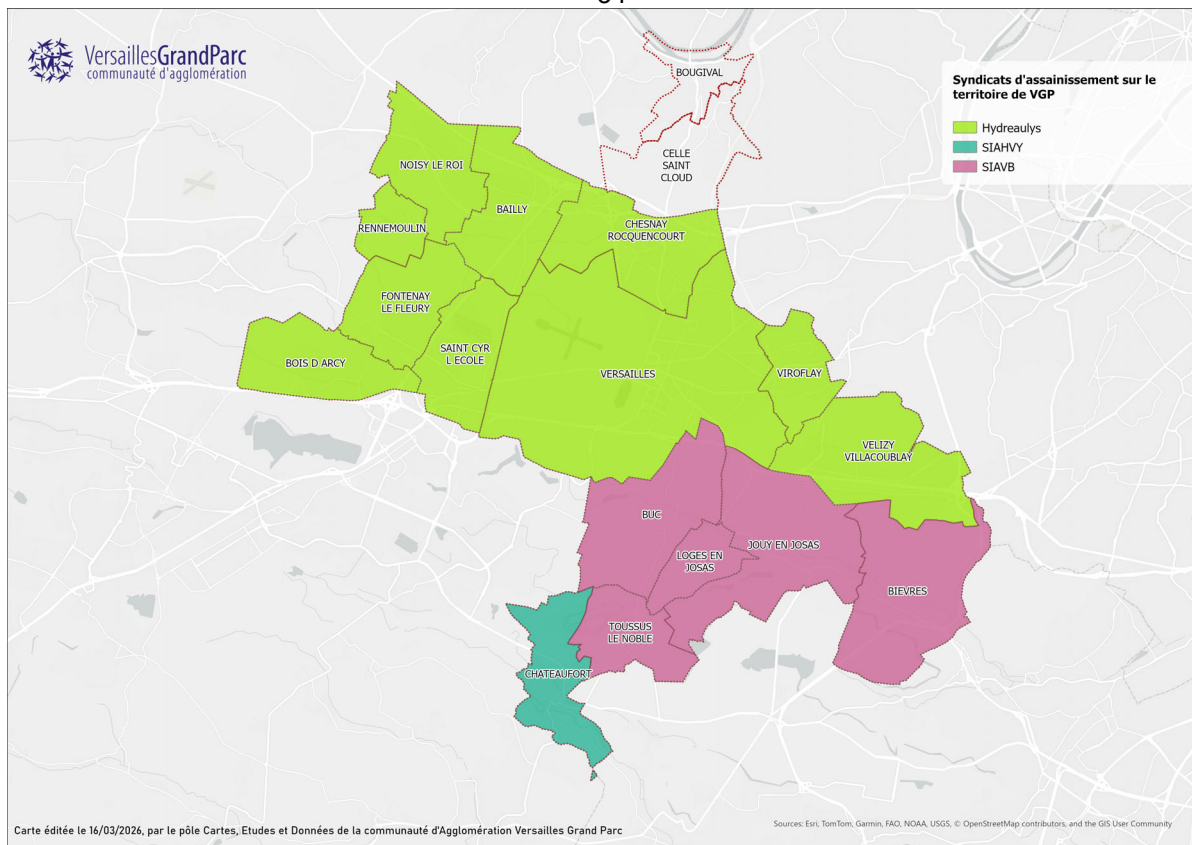 VersaillesGrandParc
communauté d'agglomération
BOUGIVAL
Syndicats d'assainissement sur le
territoire de VGP
Hydreaulys
SIAHVY
SIAVB
CELLE
SAINT
CLOUD
NOISY LE ROI
BAILLY
RENNEMOULIN
CHESNAY
ROCQUENCOURT
FONTENAY
LE FLEURY
SAINT CYR
L ECOLE
BOIS D ARCY
VERSAILLES
VIROFLAY
VELIZY
VILLACOUBLAY
BUC
LOGES EN
JOSAS
JOUY EN JOSAS
BIEVRES
TOUSSUS
LE NOBLE
CHATEAUFORT
Carte éditée le 16/03/2026, par le pôle Cartes, Etudes et Données de la communauté d'Agglomération Versailles Grand Parc
Sources: Esri, TomTom, Garmin, FAO, NOAA, USGS, © OpenStreetMap contributors, and the GIS User Community